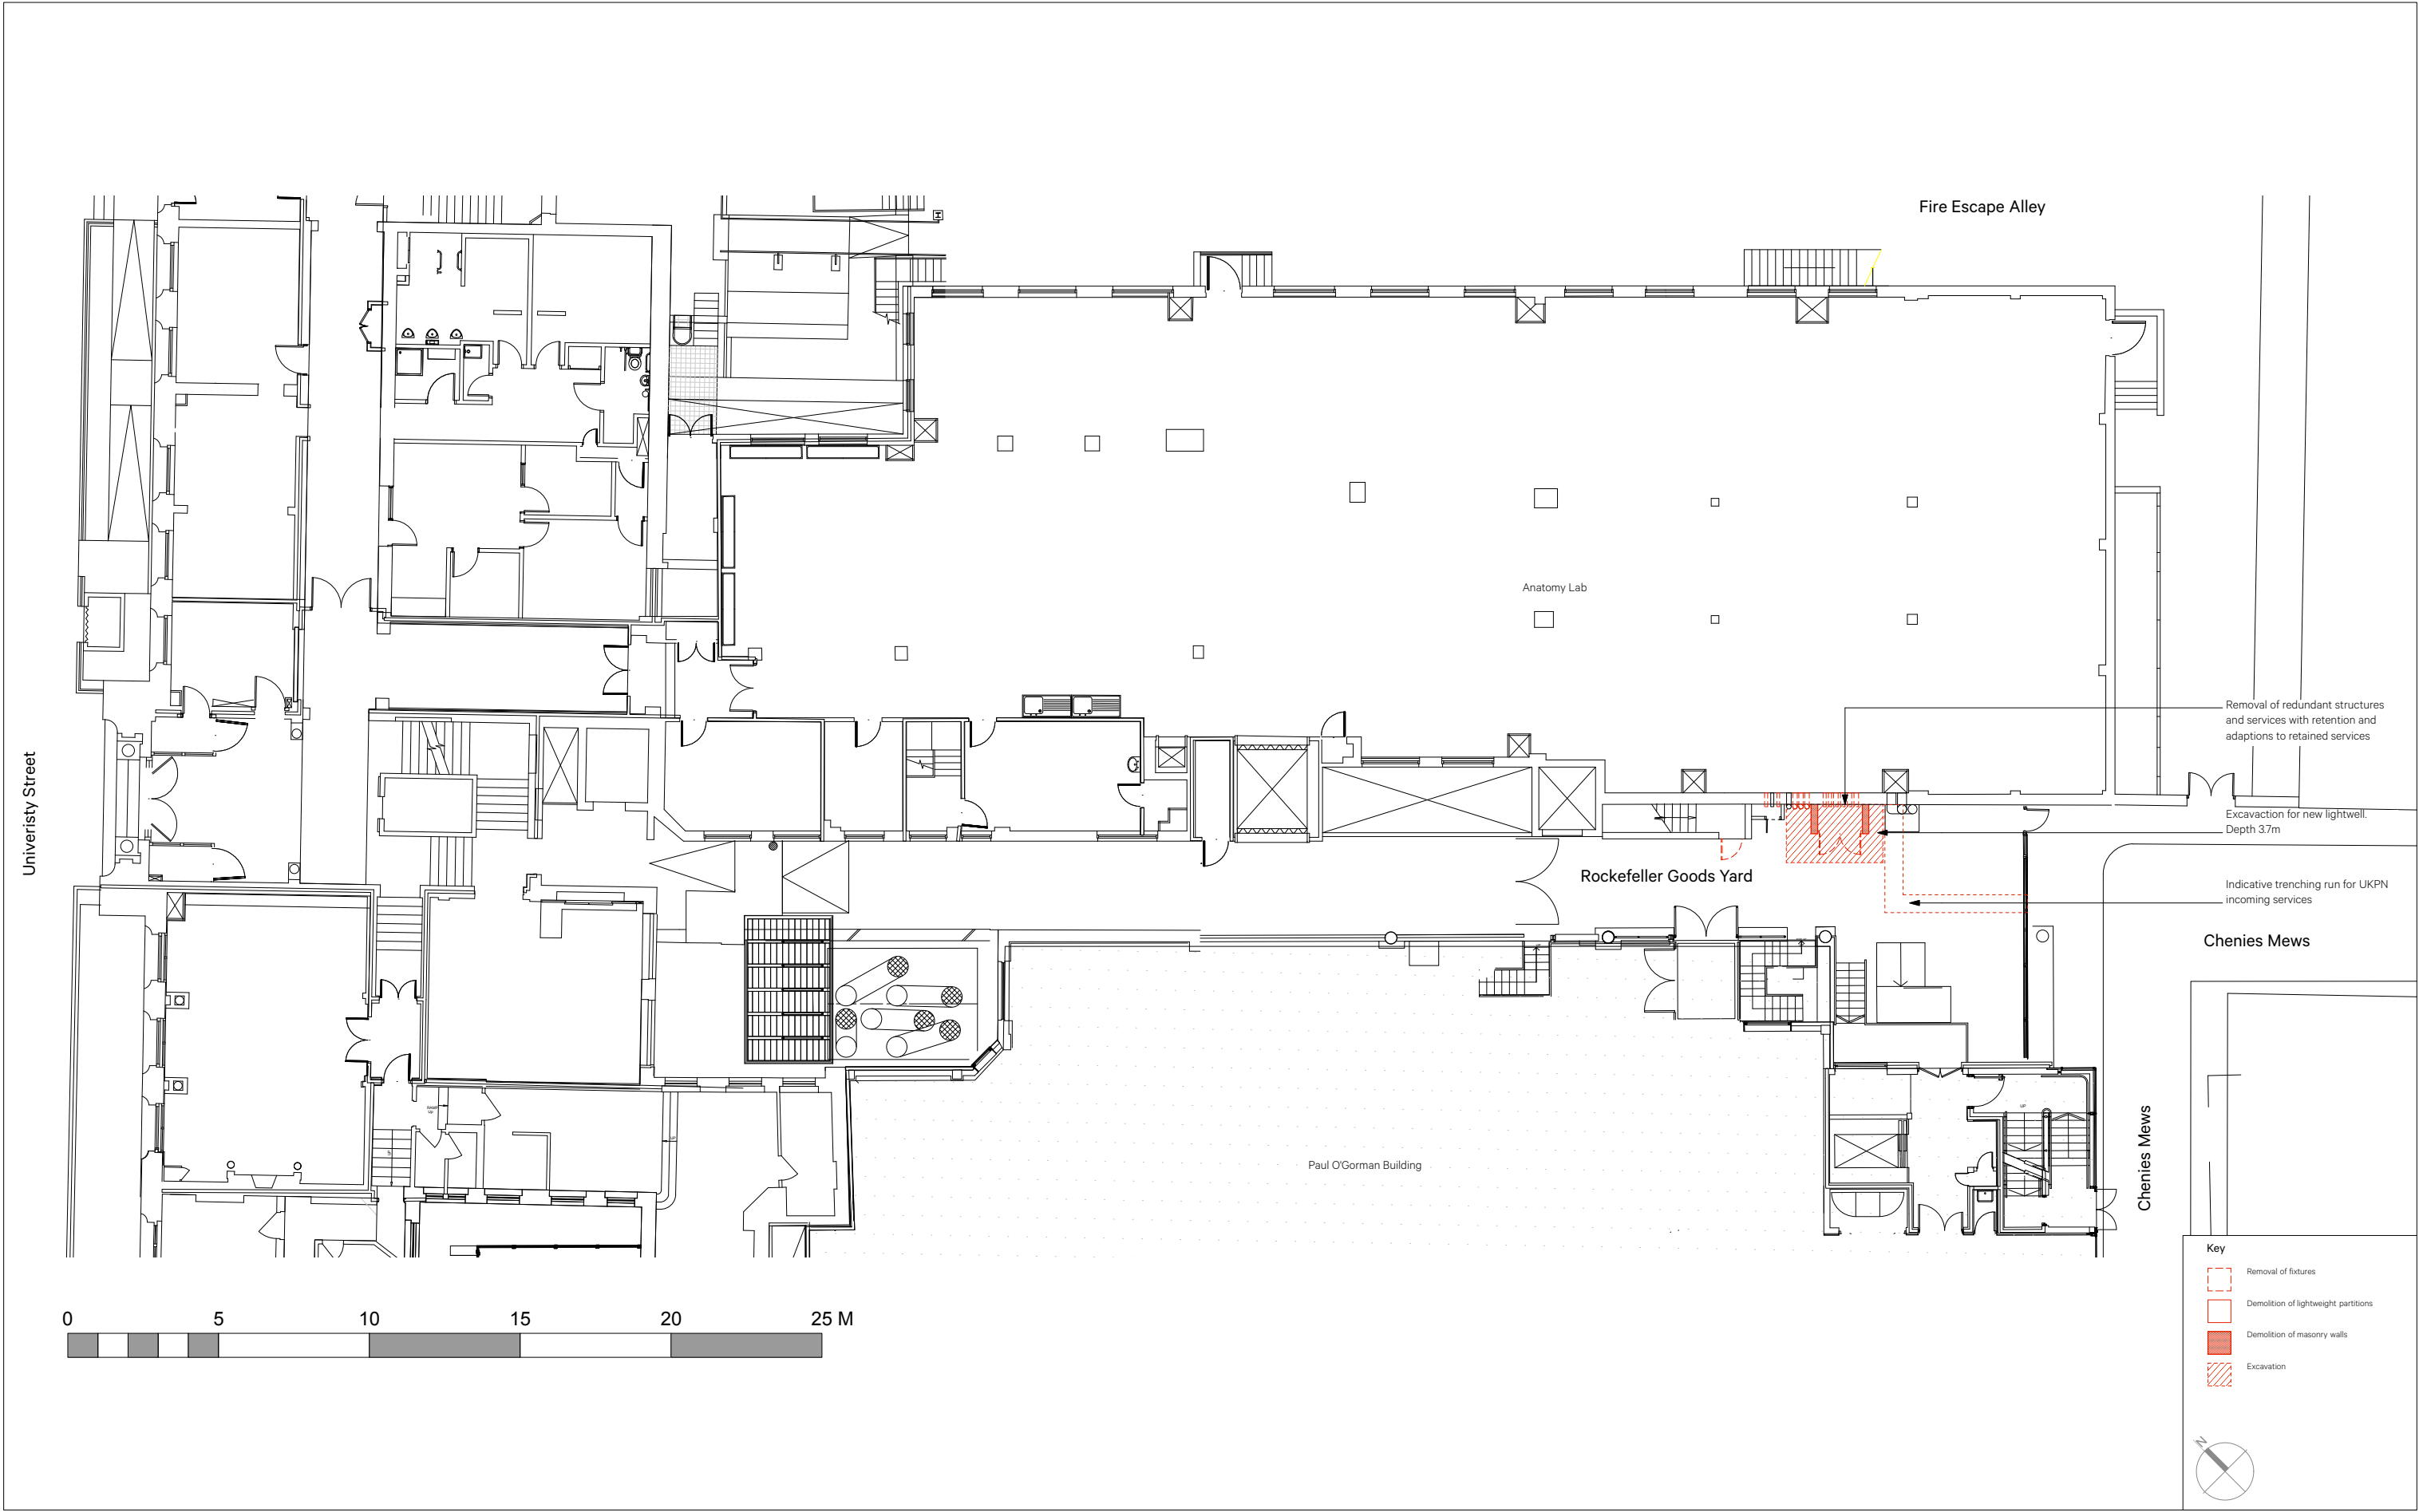 Fire Escape Alley
Anatomy Lab
Removal of redundant structures
and services with retention and
adaptions to retained services
Univeristy Street
Excavaction for new lightwell.
Depth 3.7m
Rockefeller Goods Yard
Indicative trenching run for UKPN
incoming services
Chenies Mews
Chenies Mews
Paul O'Gorman Building
UP
UP
Key
Removal of fixtures
Demolition of lightweight partitions
Demolition of masonry walls
Excavation
0 5 10 15 20 25 M
N